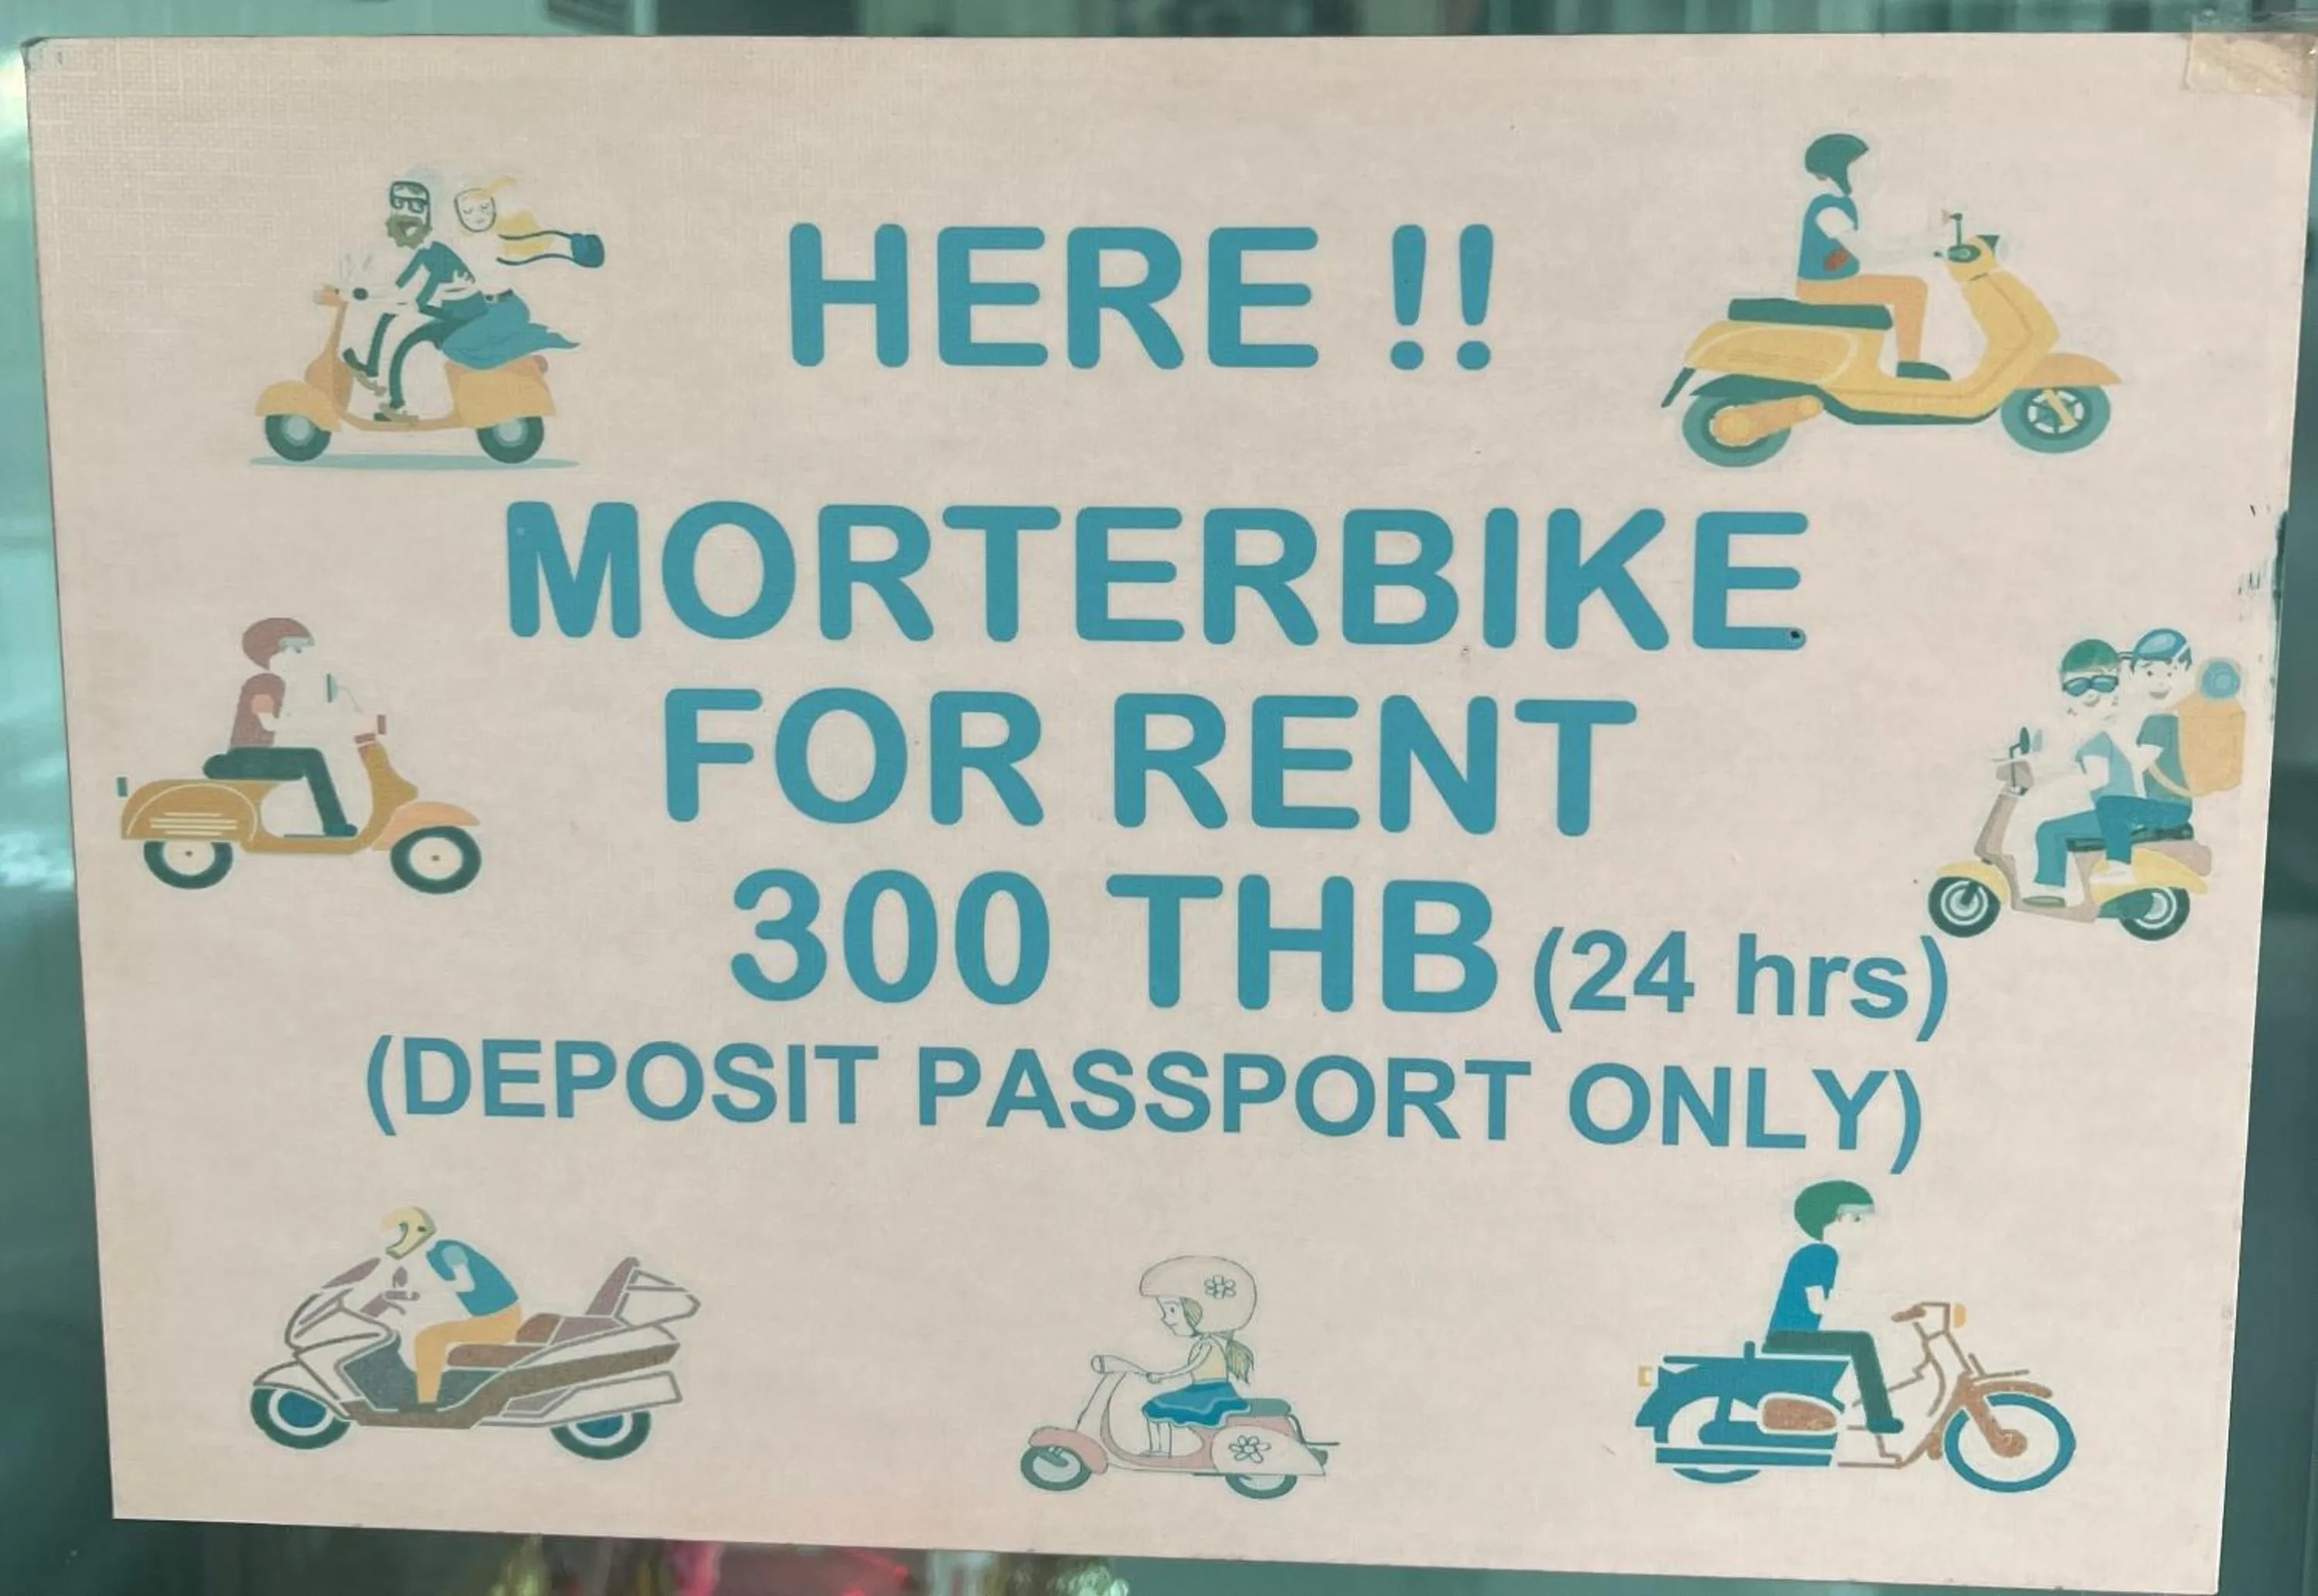 HERE !!
MORTERBIKE
FOR RENT
300 THB (24 hrs)
(DEPOSIT PASSPORT ONLY)